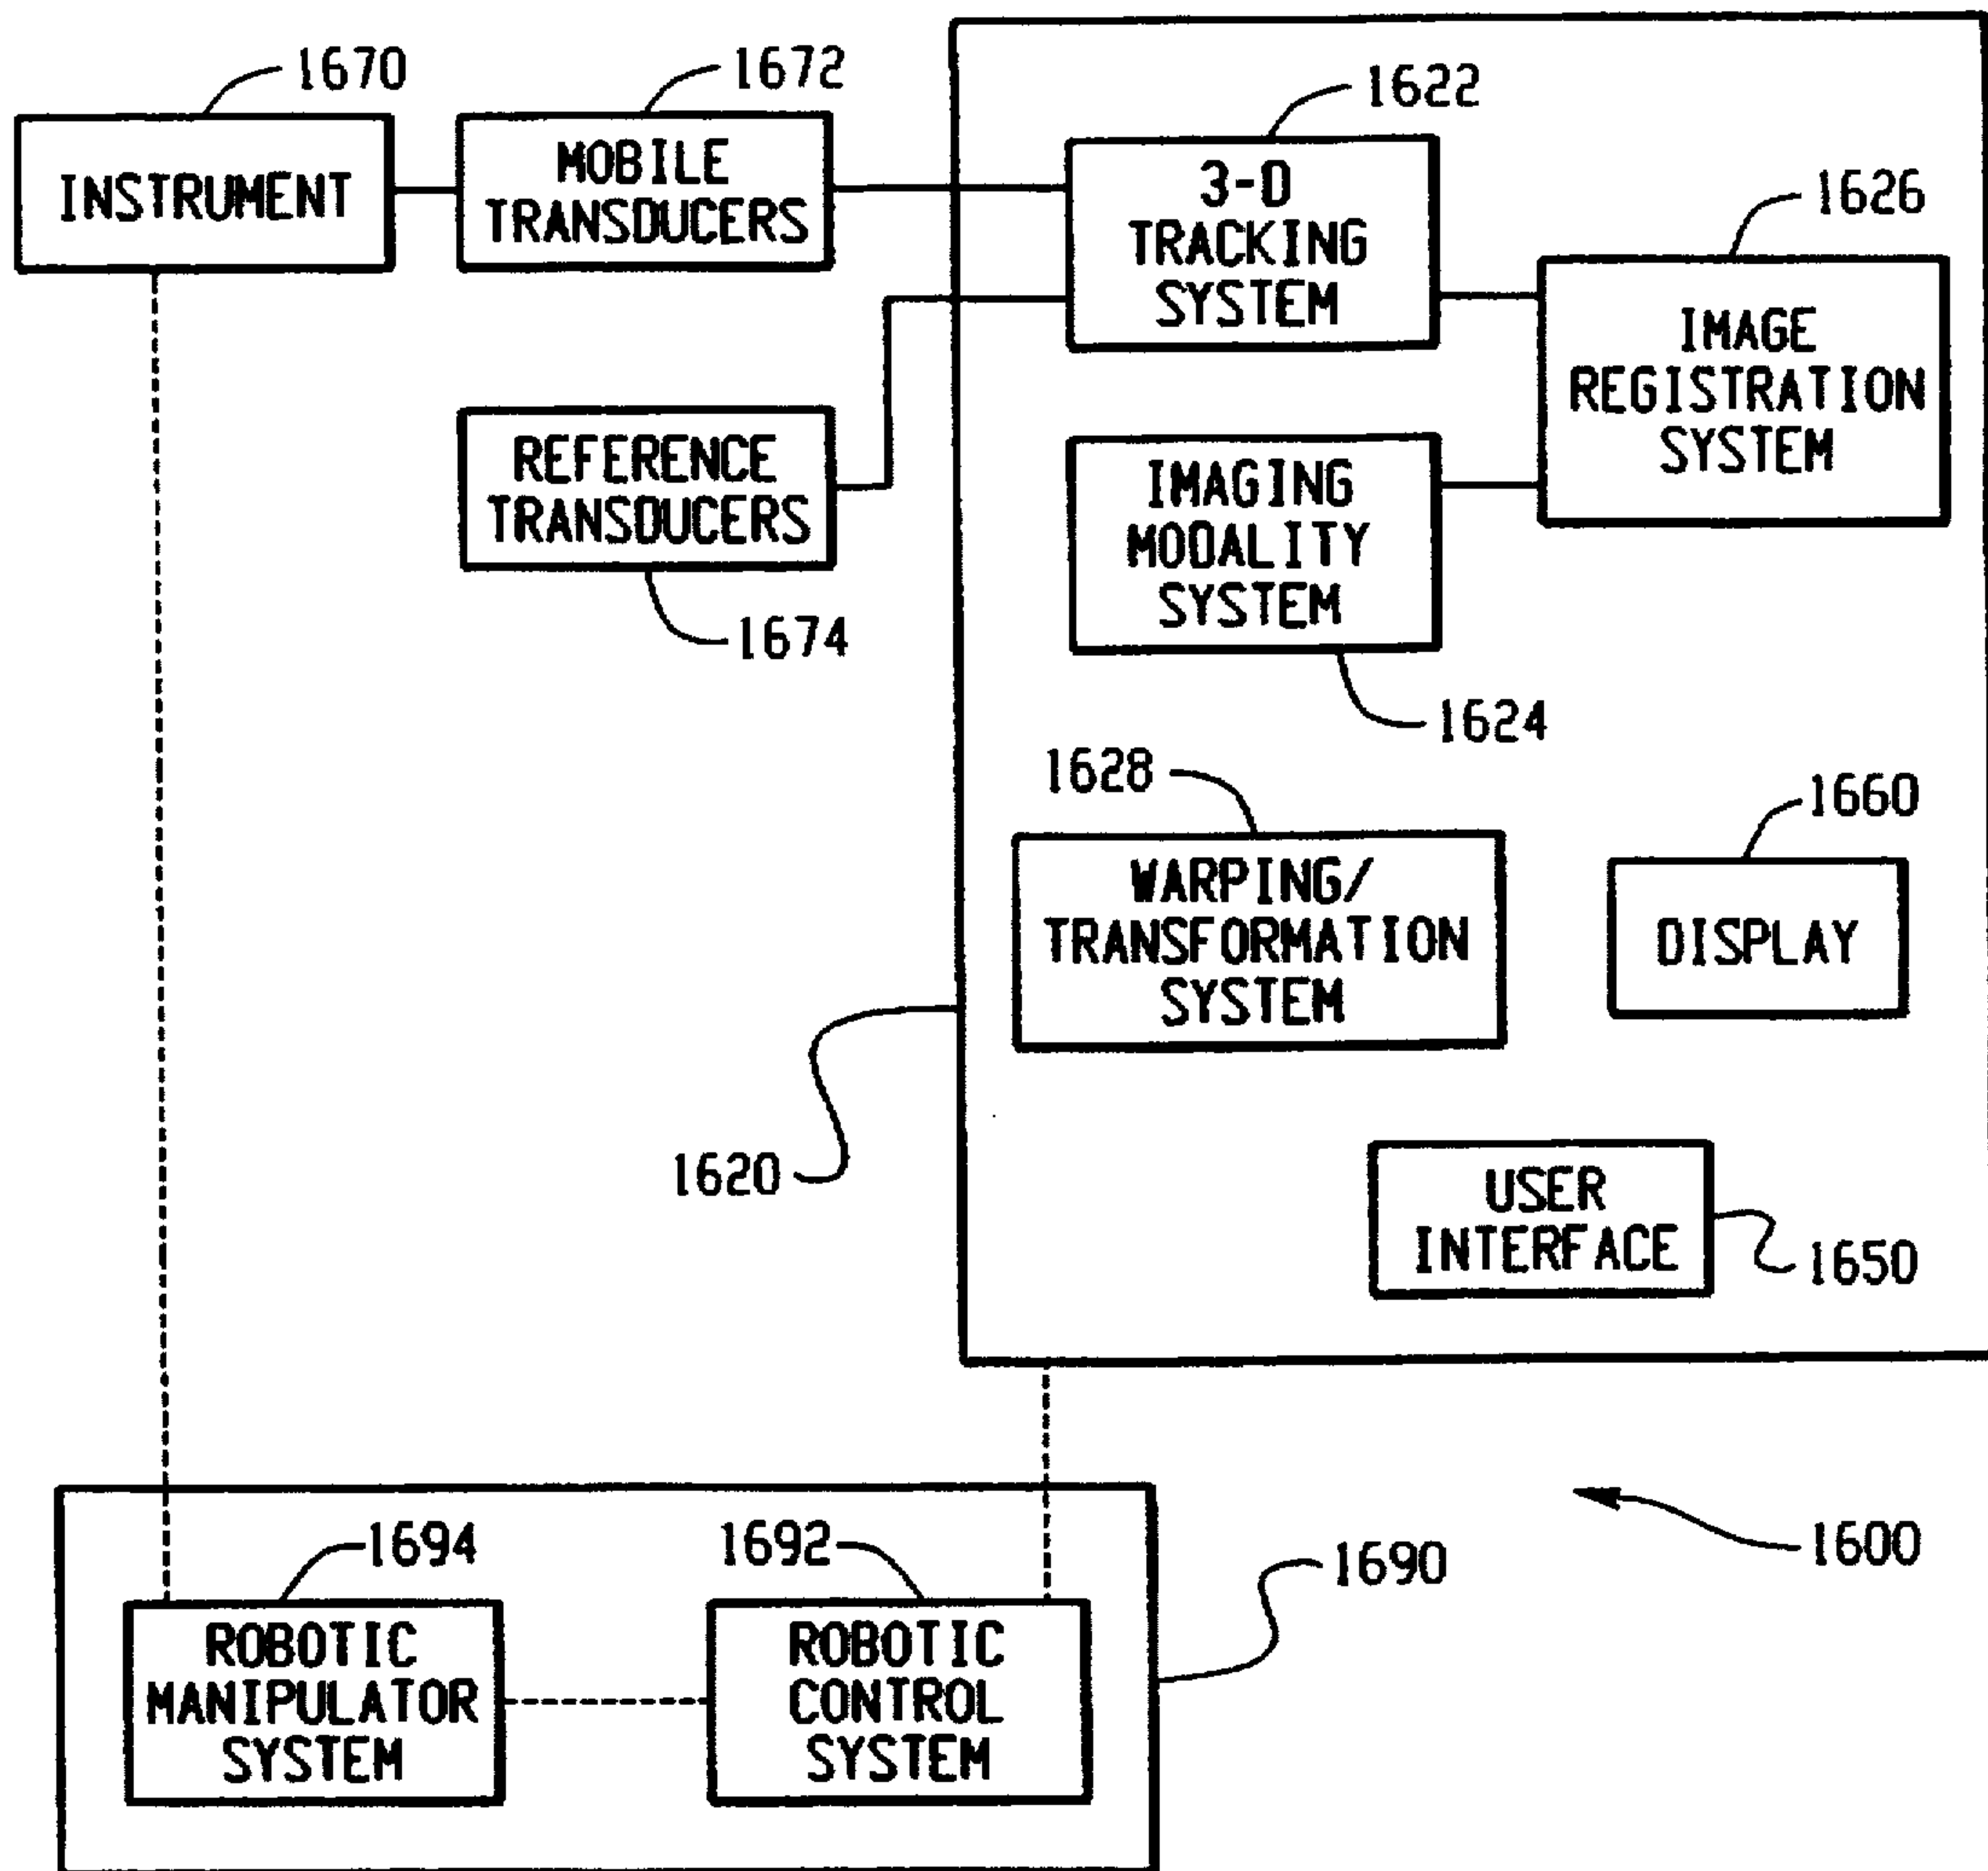 1670
1672
1622
1626
INSTRUMENT
MOBILE
TRANSDUCERS
3-D
TRACKING
SYSTEM
IMAGE
REGISTRATION
SYSTEM
REFERENCE
TRANSDUCERS
1674
IMAGING
MODALITY
SYSTEM
1624
1628
1660
WARPING/
TRANSFORMATION
SYSTEM
DISPLAY
1620
USER
INTERFACE
1650
1694
1692
1690
1600
ROBOTIC
MANIPULATOR
SYSTEM
ROBOTIC
CONTROL
SYSTEM